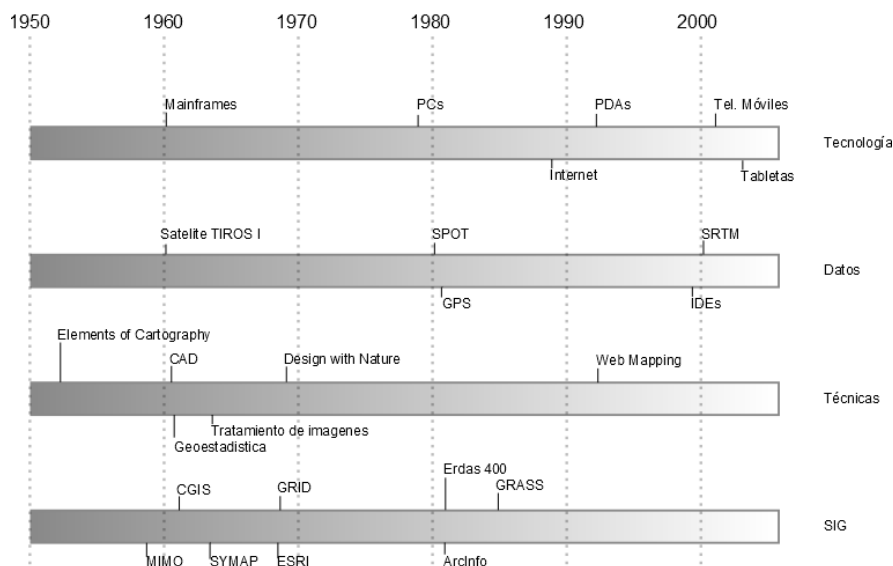 1950 1960 1970 1980 1990 2000
Mainframes PCs PDAs Tel. Móviles
Tecnología
Internet Tabletas
Satelite TIROS I SPOT SRTM
Datos
GPS IDEs
Elements of Cartography
CAD Design with Nature Web Mapping
Técnicas
Tratamiento de imagenes
Geoestadistica
Erdas 400
CGIS GRID GRASS
SIG
MIMO SYMAP ESRI ArcInfo